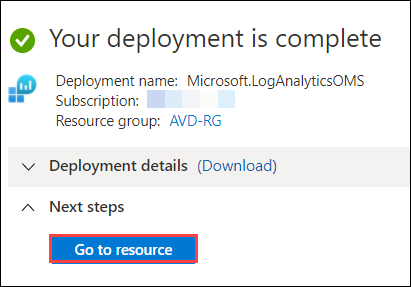 Your deployment is complete
Deployment name: Microsoft.LogAnalyticsOMS
Subscription:
Resource group: AVD-RG
Deployment details (Download)
Next steps
Go to resource